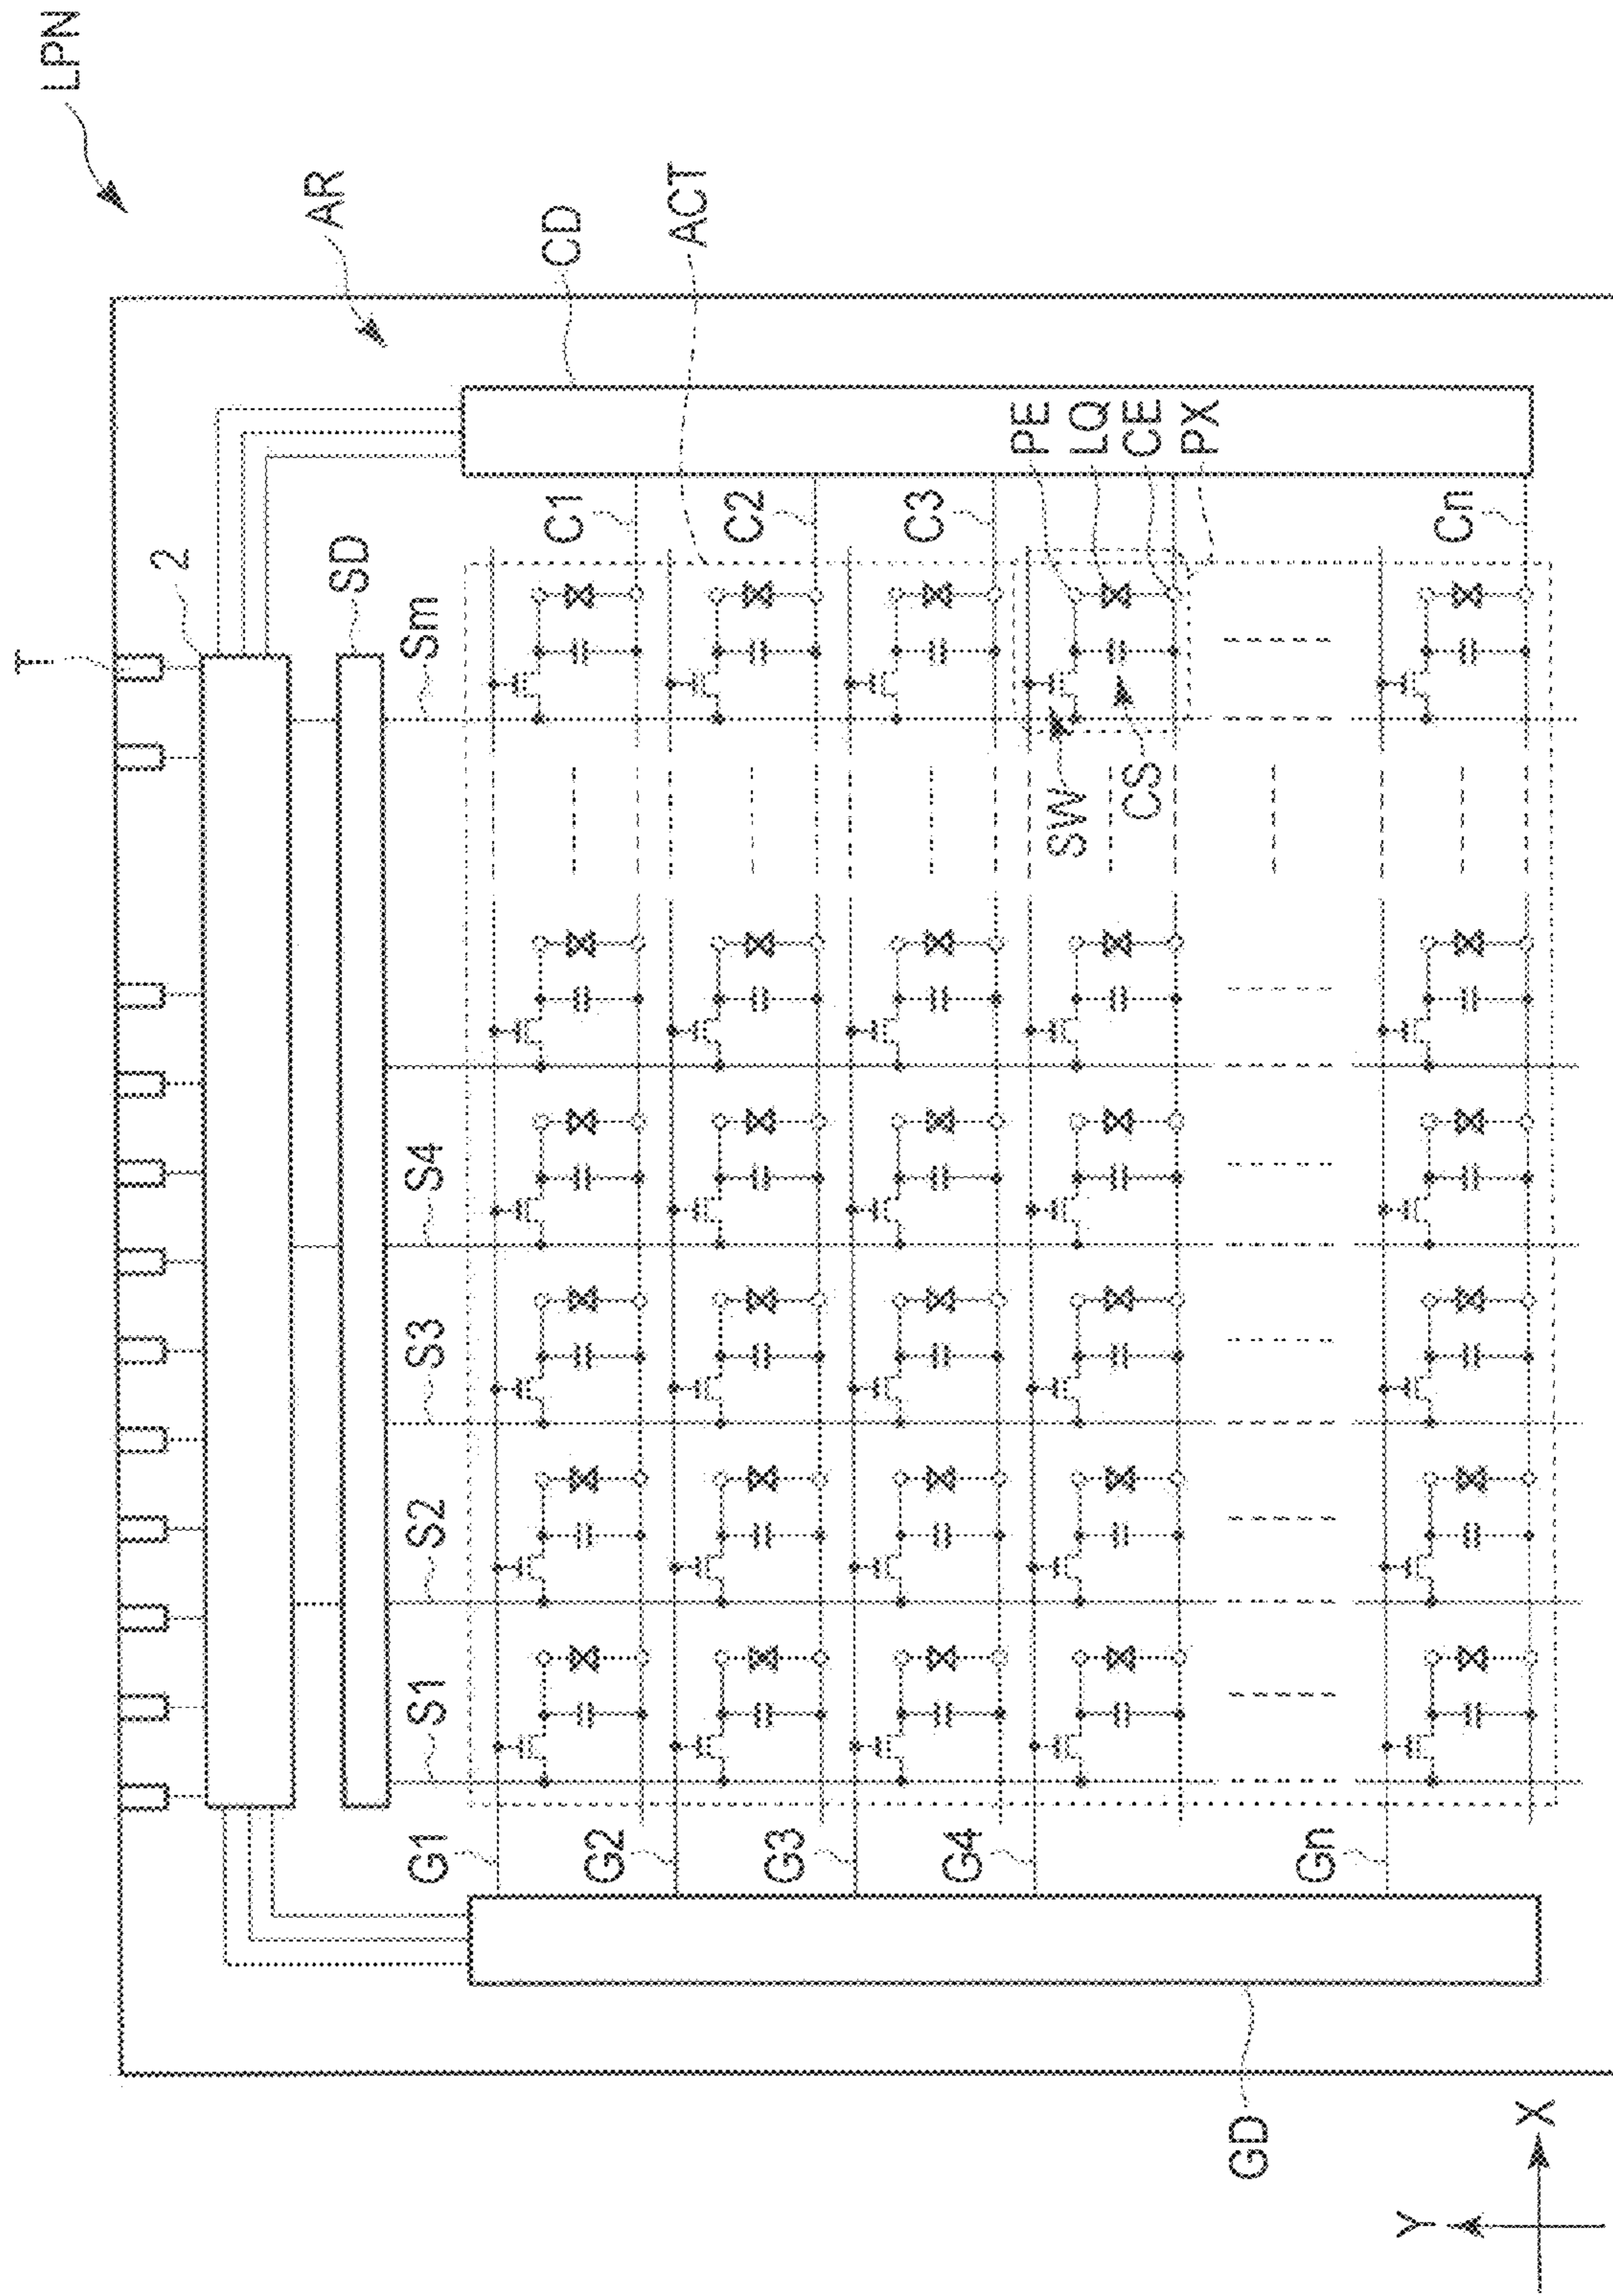 LPN
AR
CD
ACT
T
2
SD
Sm
S4
S3
S2
S1
C1
C2
C3
Cn
PE
LQ
CE
PX
SW
CS
G1
G2
G3
G4
Gn
GD
Y
X